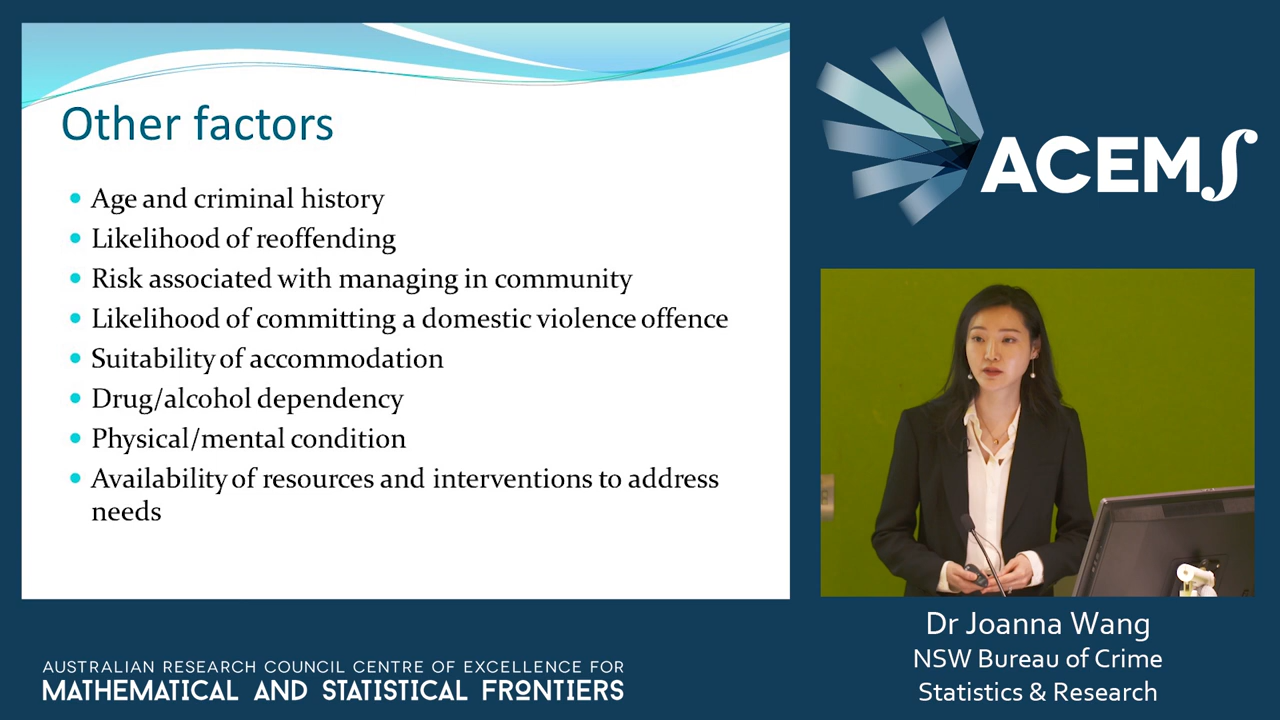 Other factors
Age and criminal history
Likelihood of reoffending
Risk associated with managing in community
Likelihood of committing a domestic violence offence
Suitability of accommodation
Drug/alcohol dependency
Physical/mental condition
Availability of resources and interventions to address
needs
ACEMS
Dr Joanna Wang
NSW Bureau of Crime
Statistics & Research
AUSTRALIAN RESEARCH COUNCIL CENTRE OF EXCELLENCE FOR
MATHEMATICAL AND STATISTICAL FRONTIERS